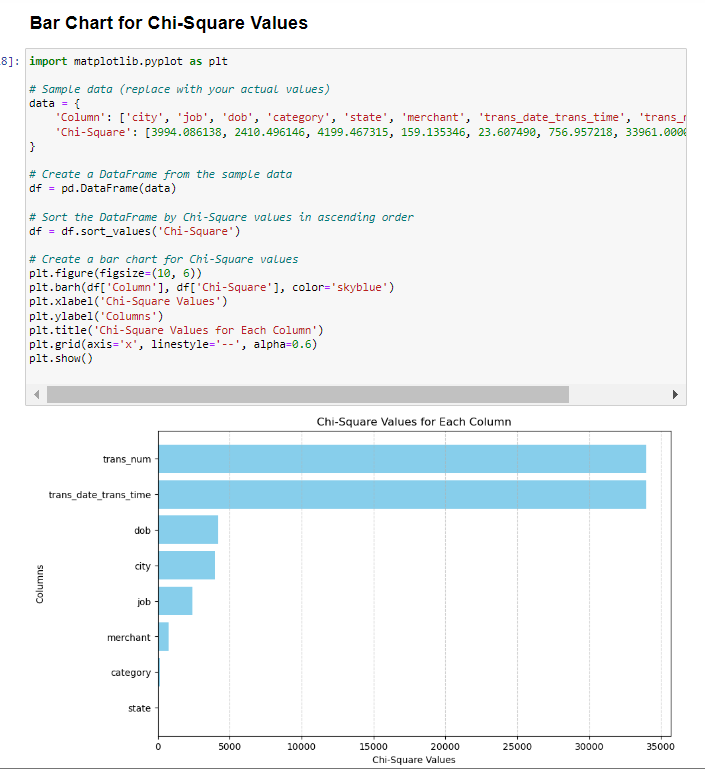 Bar Chart for Chi-Square Values
8]: import matplotlib.pyplot as plt
# Sample data (replace with your actual values)
data = {
'Column': ['city', 'job', 'dob', 'category', 'state', 'merchant', 'trans_date_trans_time', 'trans_
'Chi-Square': [3994.086138, 2410.496146, 4199.467315, 159.135346, 23.607490, 756.957218, 33961.000
}
# Create a DataFrame from the sample data
df = pd.DataFrame(data)
# Sort the DataFrame by Chi-Square values in ascending order
df = df.sort_values('Chi-Square')
# Create a bar chart for Chi-Square values
plt.figure(figsize=(10, 6))
plt.barh(df['Column'], df['Chi-Square'], color='skyblue')
plt.xlabel('Chi-Square Values')
plt.ylabel('Columns')
plt.title('Chi-Square Values for Each Column')
plt.grid(axis='x', linestyle='--', alpha=0.6)
plt.show()
Chi-Square Values for Each Column
trans_num
trans_date_trans_time
dob
city
job
merchant
category
state
Columns
0 5000 10000 15000 20000 25000 30000 35000
Chi-Square Values